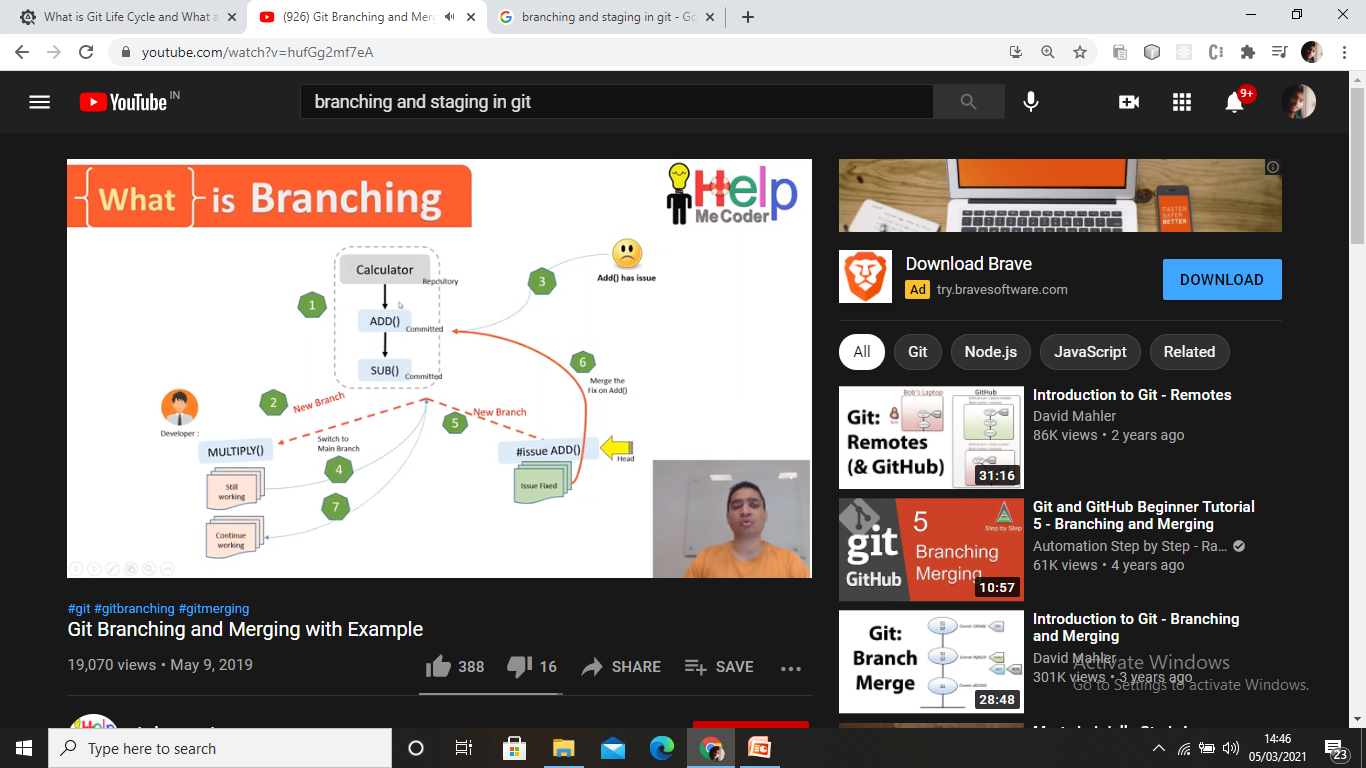 What is Git Life Cycle and What a
(926) Git Branching and Mer
branching and staging in git - Go
youtube.com/watch?v=hufGg2mf7eA
YouTube IN
branching and staging in git
9+
{What} is Branching
Help
Me Coder
Calculator
Repository
1
ADD()
Committed
SUB()
Committed
3
Add() has issue
6
Merge the
Fix on Add()
2
New Branch
5
New Branch
Developer :
MULTIPLY()
Switch to
Main Branch
#issue ADD()
Head
Still
working
4
Issue Fixed
7
Continue
working
#git #gitbranching #gitmerging
Git Branching and Merging with Example
19,070 views • May 9, 2019
388
16
SHARE
SAVE
FASTER
SAFER
BETTER
Download Brave
Ad try.bravesoftware.com
DOWNLOAD
All
Git
Node.js
JavaScript
Related
Bob's Laptop
GitHub
Git:
Remotes
(& GitHub)
31:16
Introduction to Git - Remotes
David Mahler
86K views • 2 years ago
git
GitHub
5
Branching
Merging
Step by Step
10:57
Git and GitHub Beginner Tutorial
5 - Branching and Merging
Automation Step by Step - Ra...
61K views • 4 years ago
Git:
Branch
Merge
28:48
Introduction to Git - Branching
and Merging
David Mahler
301K views • 3 years ago
Activate Windows
Go to Settings to activate Windows.
Type here to search
14:46
05/03/2021
23